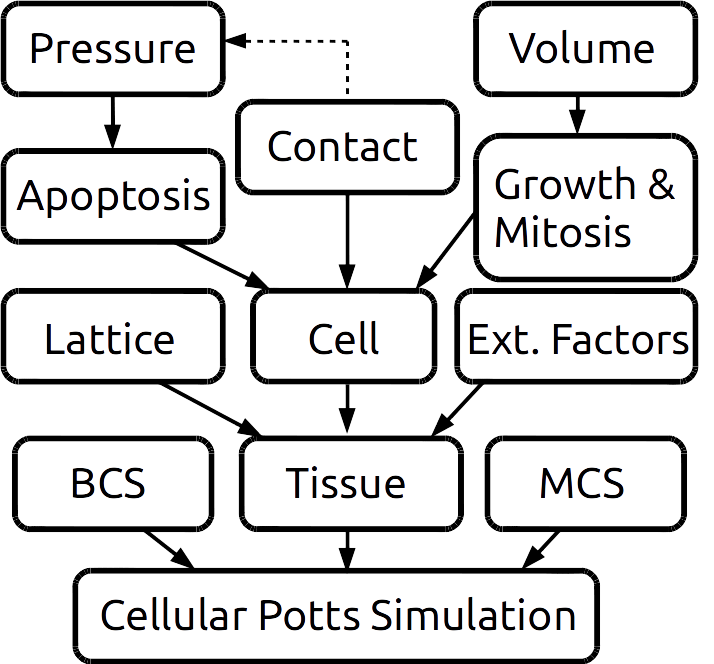 Pressure
Volume
Contact
Apoptosis
Growth &
Mitosis
Lattice
Cell
Ext. Factors
BCS
Tissue
MCS
Cellular Potts Simulation